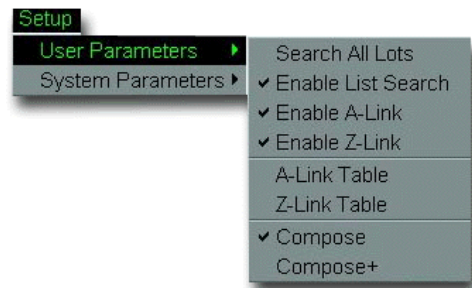 Setup
User Parameters
System Parameters
Search All Lots
✔ Enable List Search
✔ Enable A-Link
✔ Enable Z-Link
A-Link Table
Z-Link Table
✔ Compose
Compose+